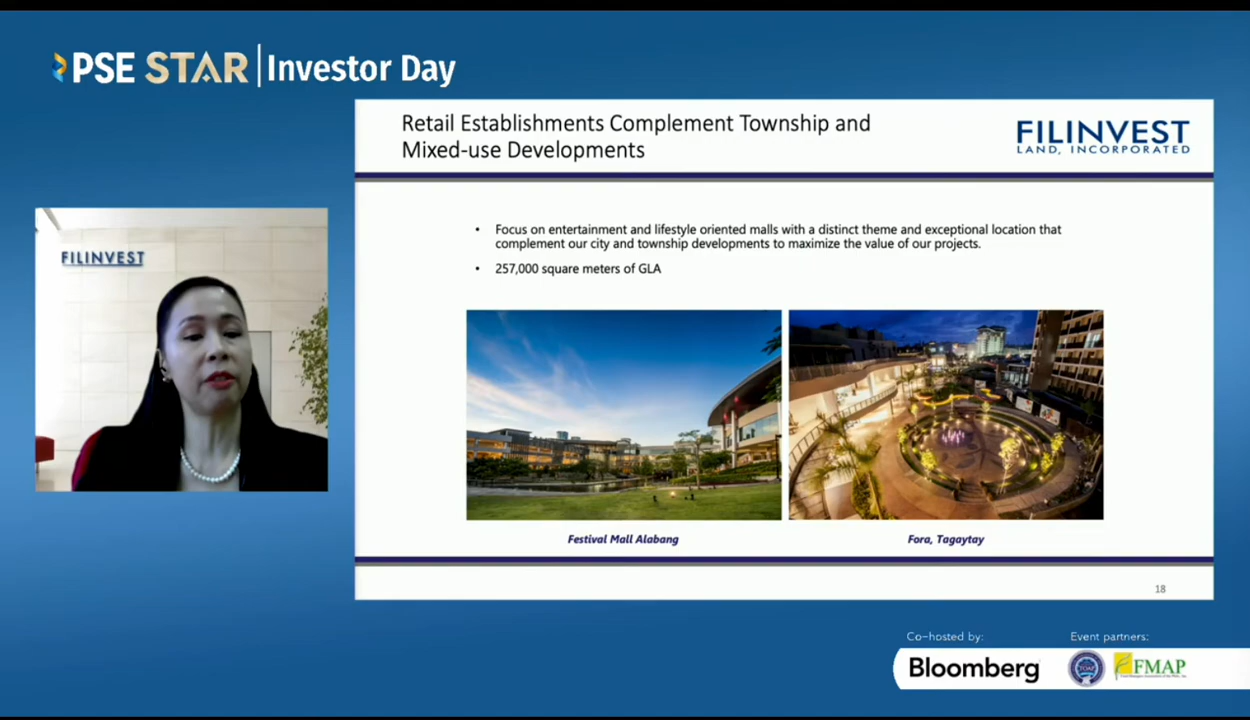 PSE STAR | Investor Day
Retail Establishments Complement Township and
Mixed-use Developments
FILINVEST
LAND, INCORPORATED
FILINVEST
• Focus on entertainment and lifestyle oriented malls with a distinct theme and exceptional location that
complement our city and township developments to maximize the value of our projects.
• 257,000 square meters of GLA
Festival Mall Alabang
Fora, Tagaytay
18
Co-hosted by:
Event partners:
Bloomberg
FMAP